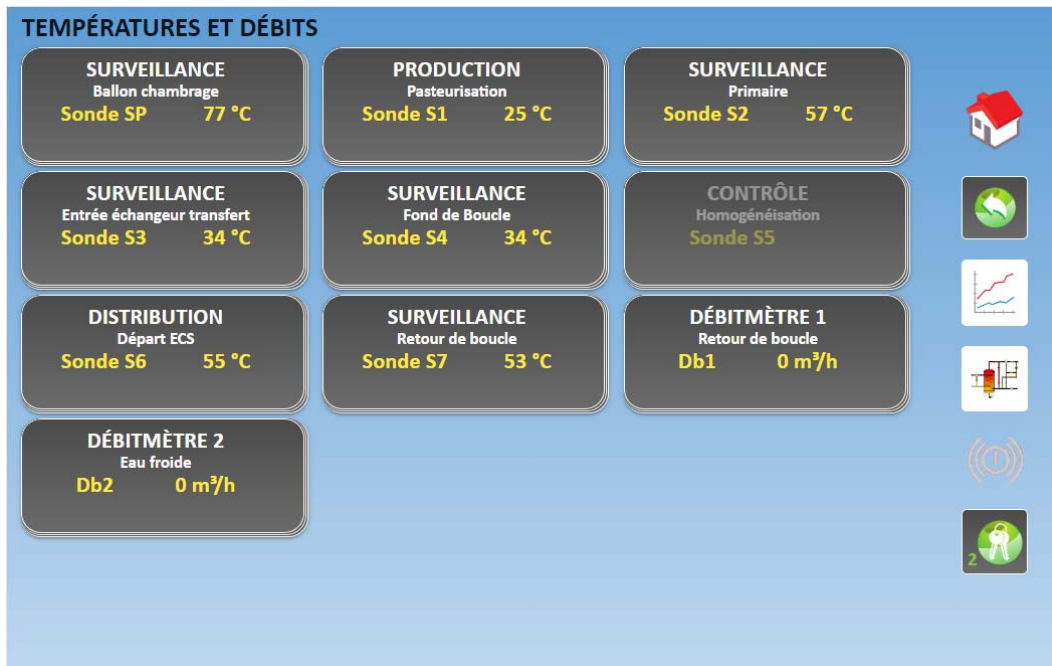 TEMPÉRATURES ET DÉBITS
SURVEILLANCE
Ballon chambrage
Sonde SP 77 °C
PRODUCTION
Pasteurisation
Sonde S1 25 °C
SURVEILLANCE
Primaire
Sonde S2 57 °C
SURVEILLANCE
Entrée échangeur transfert
Sonde S3 34 °C
SURVEILLANCE
Fond de Boucle
Sonde S4 34 °C
CONTRÔLE
Homogénéisation
Sonde S5
DISTRIBUTION
Départ ECS
Sonde S6 55 °C
SURVEILLANCE
Retour de boucle
Sonde S7 53 °C
DÉBITMÈTRE 1
Retour de boucle
Db1 0 m³/h
DÉBITMÈTRE 2
Eau froide
Db2 0 m³/h
2